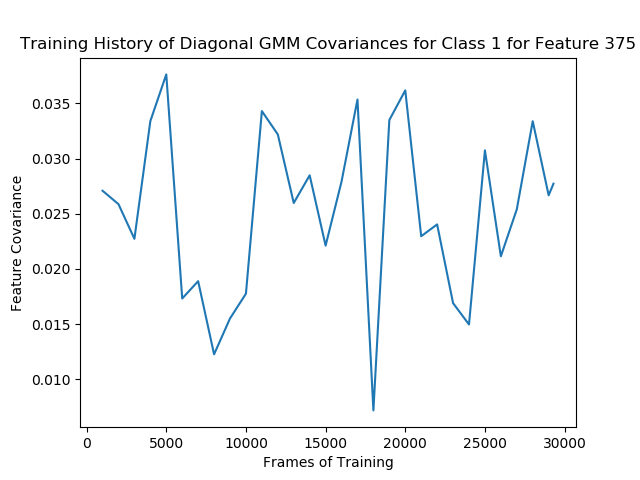 Training History of Diagonal GMM Covariances for Class 1 for Feature 375
0.035
0.030
0.025
0.020
0.015
0.010
Feature Covariance
0 5000 10000 15000 20000 25000 30000
Frames of Training